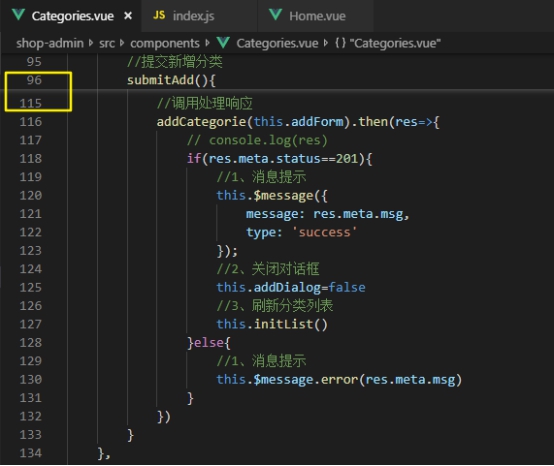 Categories.vue index.js Home.vue
shop-admin src components Categories.vue {} "Categories.vue"
95 //提交新增分类
96 submitAdd(){
115 //调用处理响应
116 addCategorie(this.addForm).then(res=>{
117 // console.log(res)
118 if(res.meta.status==201){
119 //1、消息提示
120 this.$message({
121 message: res.meta.msg,
122 type: 'success'
123 });
124 //2、关闭对话框
125 this.addDialog=false
126 //3、刷新分类列表
127 this.initList()
128 }else{
129 //1、消息提示
130 this.$message.error(res.meta.msg)
131 }
132 })
133 }
134 },